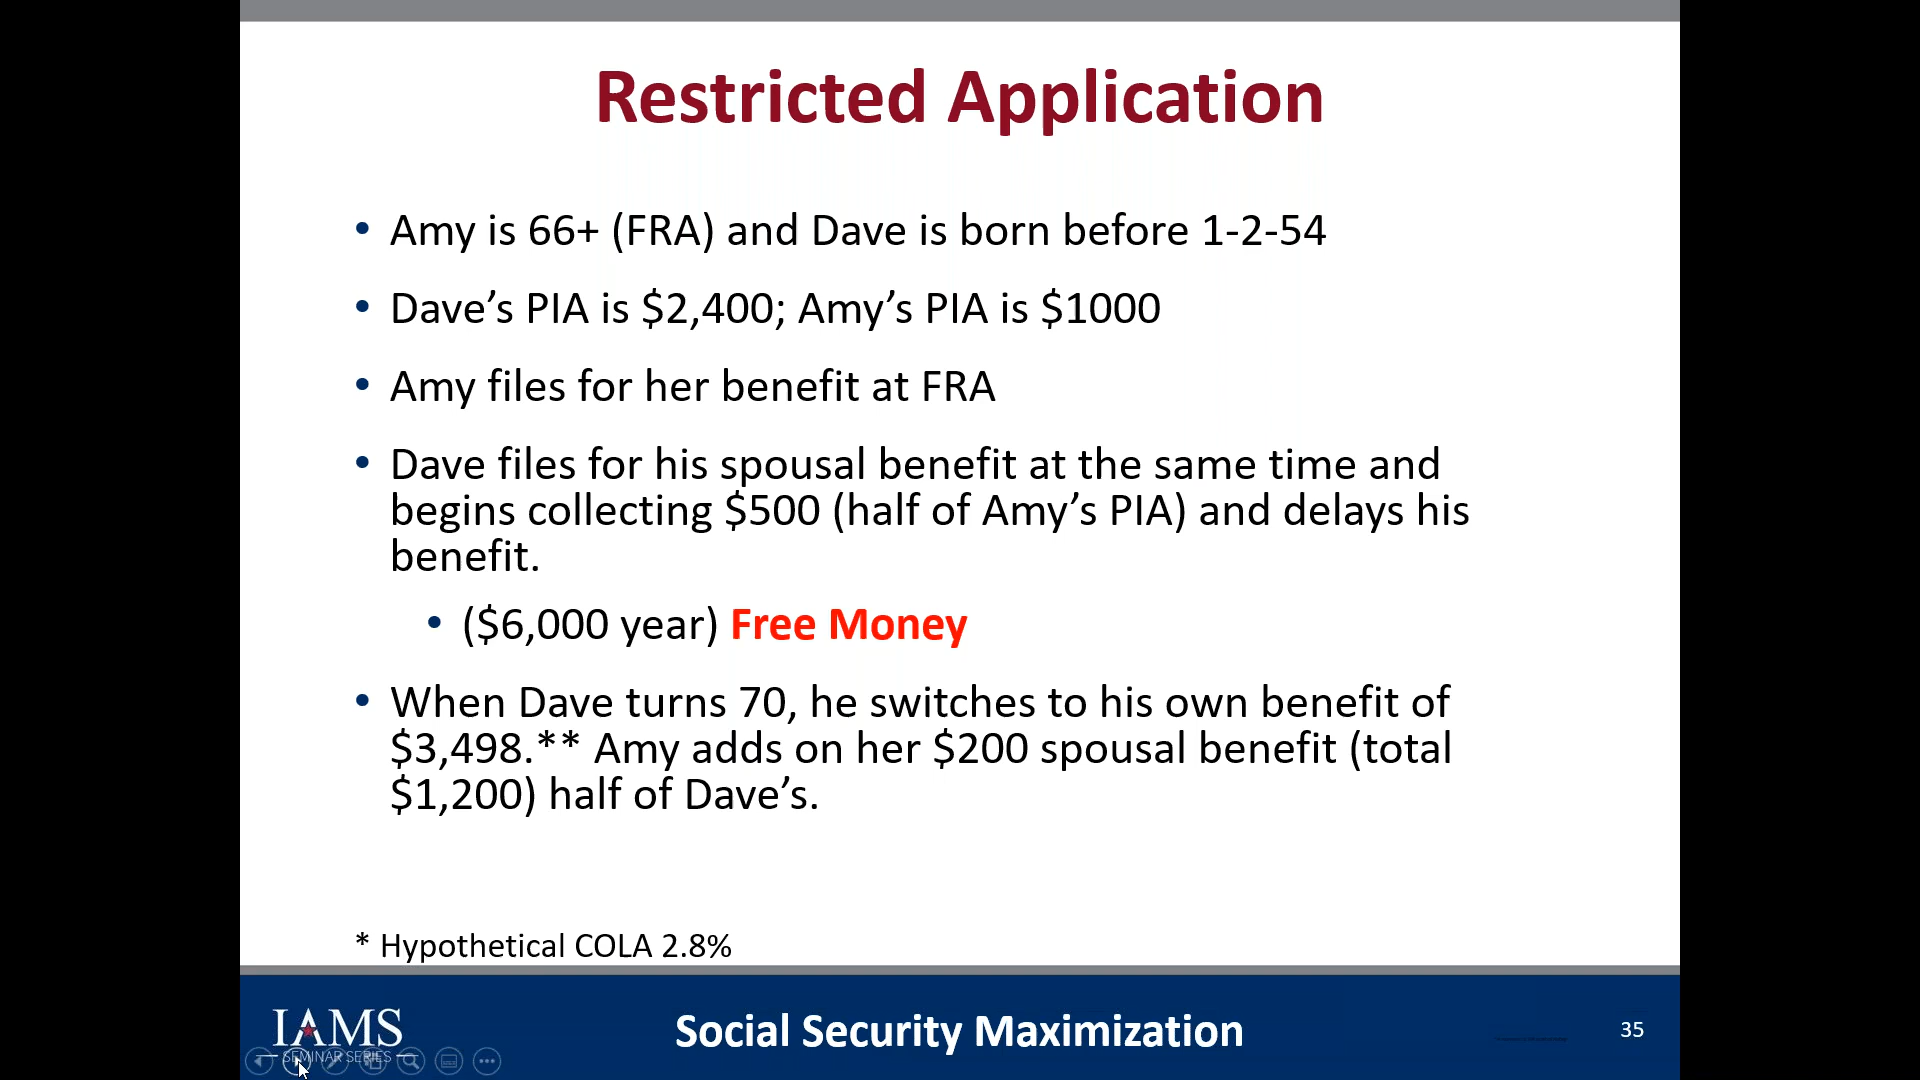 Restricted Application
• Amy is 66+ (FRA) and Dave is born before 1-2-54
• Dave’s PIA is $2,400; Amy’s PIA is $1000
• Amy files for her benefit at FRA
• Dave files for his spousal benefit at the same time and
begins collecting $500 (half of Amy’s PIA) and delays his
benefit.
• ($6,000 year) Free Money
• When Dave turns 70, he switches to his own benefit of
$3,498.** Amy adds on her $200 spousal benefit (total
$1,200) half of Dave’s.
* Hypothetical COLA 2.8%
IAMS
SEMINAR SERIES
Social Security Maximization
35